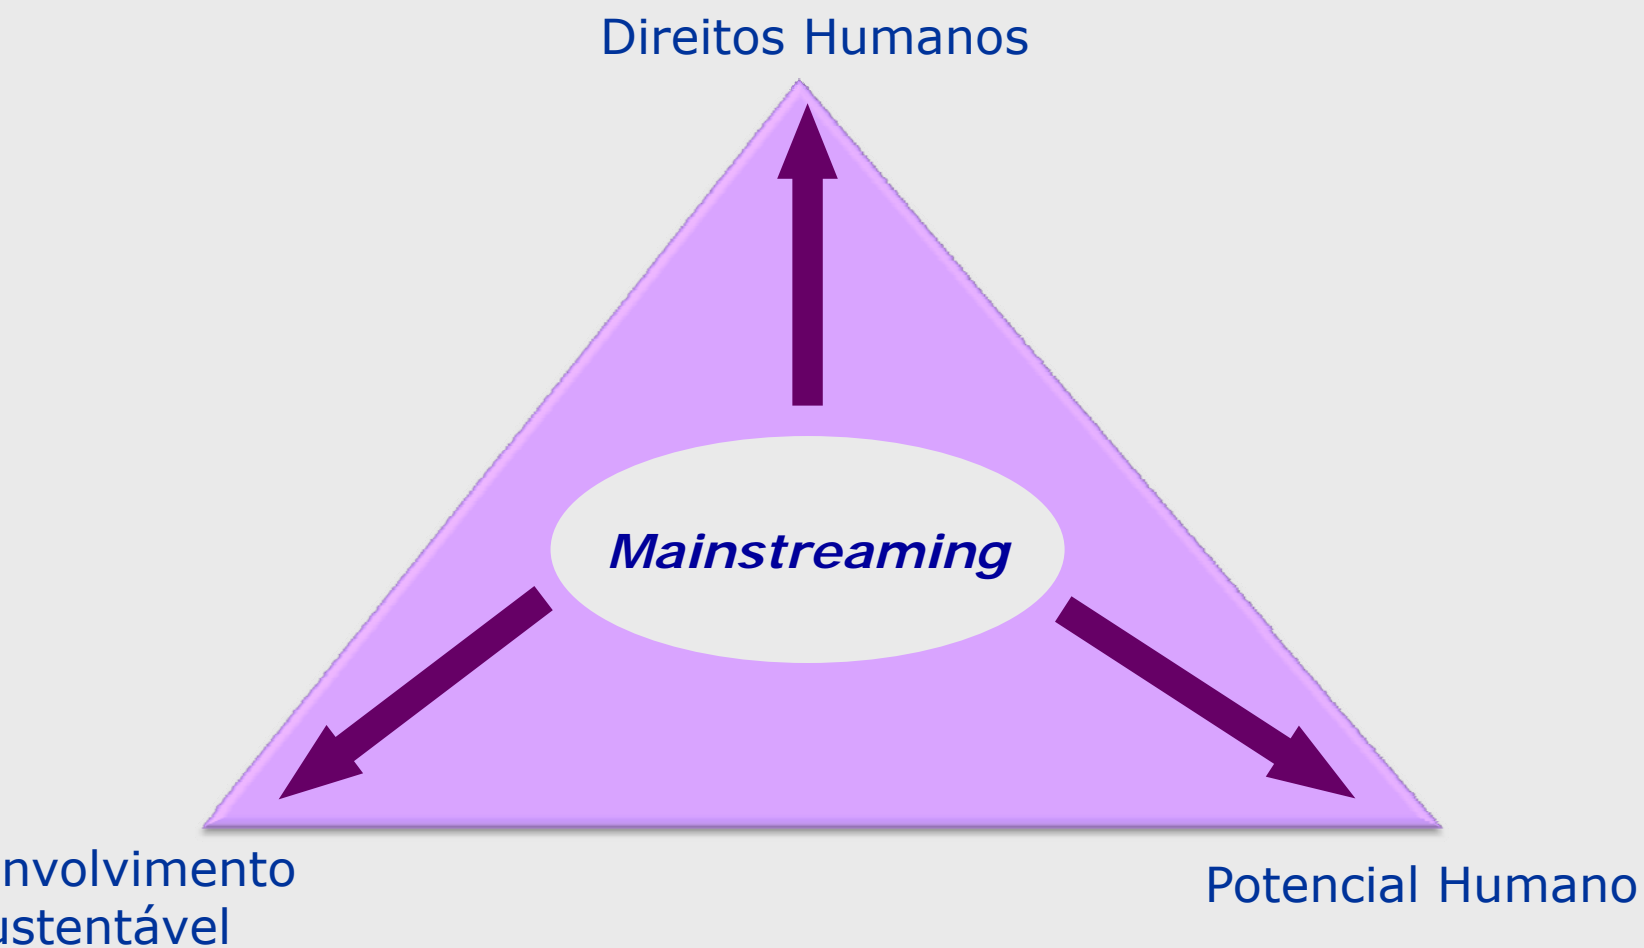 Direitos Humanos
Mainstreaming
nvolvimento
ustentável
Potencial Humano